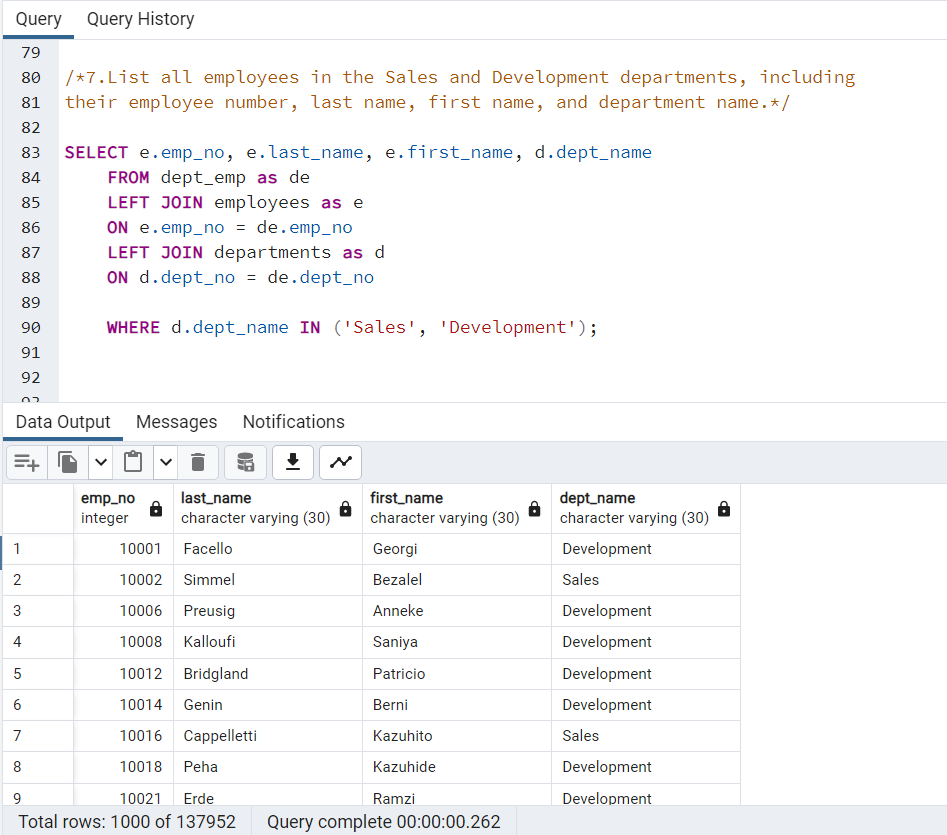 Query Query History
79
80 /*7.List all employees in the Sales and Development departments, including
81 their employee number, last name, first name, and department name.*/
82
83 SELECT e.emp_no, e.last_name, e.first_name, d.dept_name
84 FROM dept_emp as de
85 LEFT JOIN employees as e
86 ON e.emp_no = de.emp_no
87 LEFT JOIN departments as d
88 ON d.dept_no = de.dept_no
89
90 WHERE d.dept_name IN ('Sales', 'Development');
91
92
93
Data Output Messages Notifications
emp_no last_name first_name dept_name
integer character varying (30) character varying (30) character varying (30)
1 10001 Facello Georgi Development
2 10002 Simmel Bezalel Sales
3 10006 Preusig Anneke Development
4 10008 Kalloufi Saniya Development
5 10012 Bridgland Patricio Development
6 10014 Genin Berni Development
7 10016 Cappelletti Kazuhito Sales
8 10018 Peha Kazuhide Development
9 10021 Erde Ramzi Development
Total rows: 1000 of 137952 Query complete 00:00:00.262